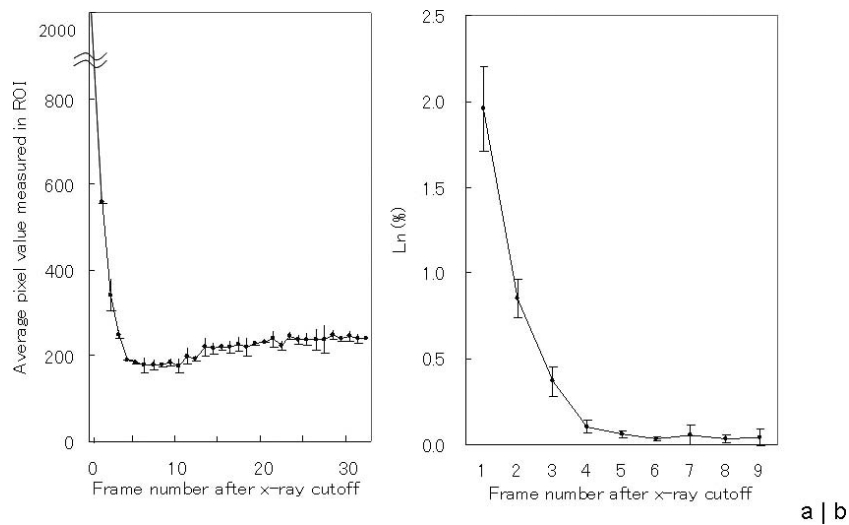 2000
800
600
400
200
0
Average pixel value measured in ROI
0 10 20 30
Frame number after x-ray cutoff
2.5
2.0
1.5
1.0
0.5
0.0
Ln(%)
1 2 3 4 5 6 7 8 9
Frame number after x-ray cutoff
a | b